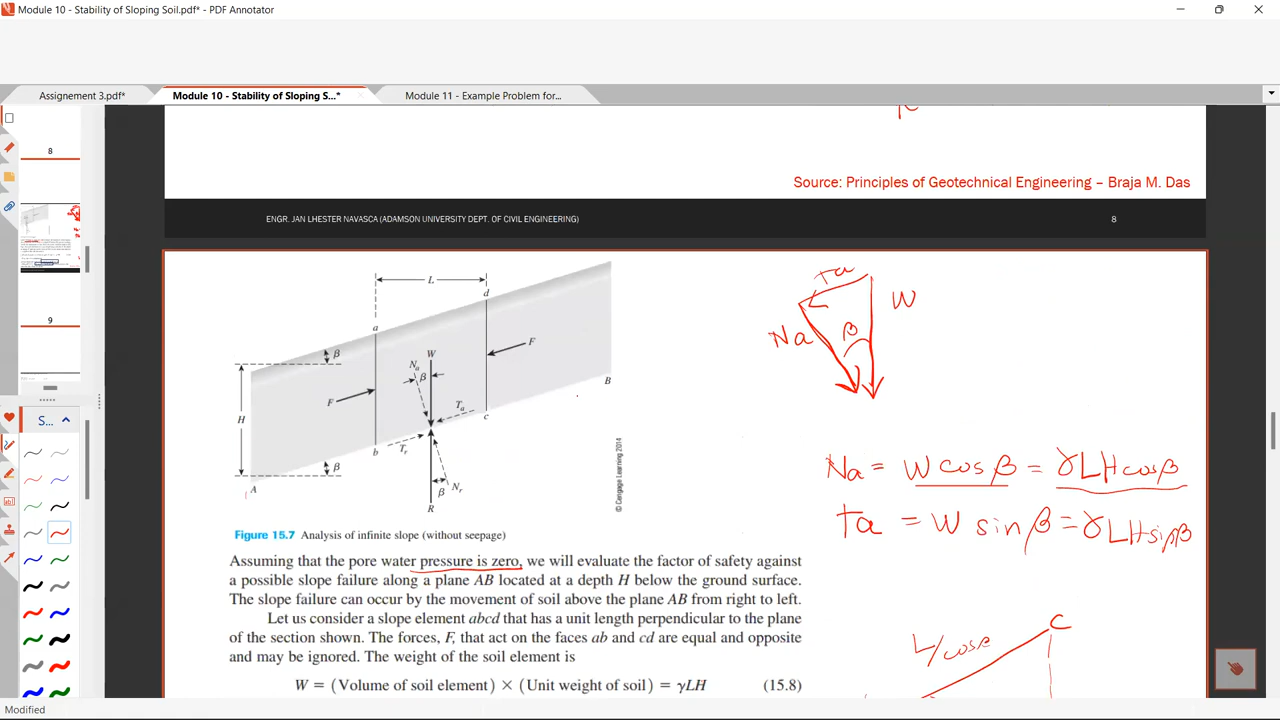 Module 10 - Stability of Sloping Soil.pdf* - PDF Annotator
Assignement 3.pdf*
Module 10 - Stability of Sloping S...*
Module 11 - Example Problem for...
8
9
S...
Source: Principles of Geotechnical Engineering – Braja M. Das
ENGR. JAN LHESTER NAVASCA (ADAMSON UNIVERSITY DEPT. OF CIVIL ENGINEERING)
8
L
d
a
β
W
F
Na
β
H
F
B
Ta
c
Tr
b
β
A
Nr
β
R
© Cengage Learning 2014
Figure 15.7 Analysis of infinite slope (without seepage)
Assuming that the pore water pressure is zero, we will evaluate the factor of safety against
a possible slope failure along a plane AB located at a depth H below the ground surface.
The slope failure can occur by the movement of soil above the plane AB from right to left.
Let us consider a slope element abcd that has a unit length perpendicular to the plane
of the section shown. The forces, F, that act on the faces ab and cd are equal and opposite
and may be ignored. The weight of the soil element is
W = (Volume of soil element) × (Unit weight of soil) = γLH (15.8)
Ta
W
Na
β
Na = W cosβ = γLHcosβ
Ta = W sinβ = γLHsinβ
C
L/cosβ
Modified